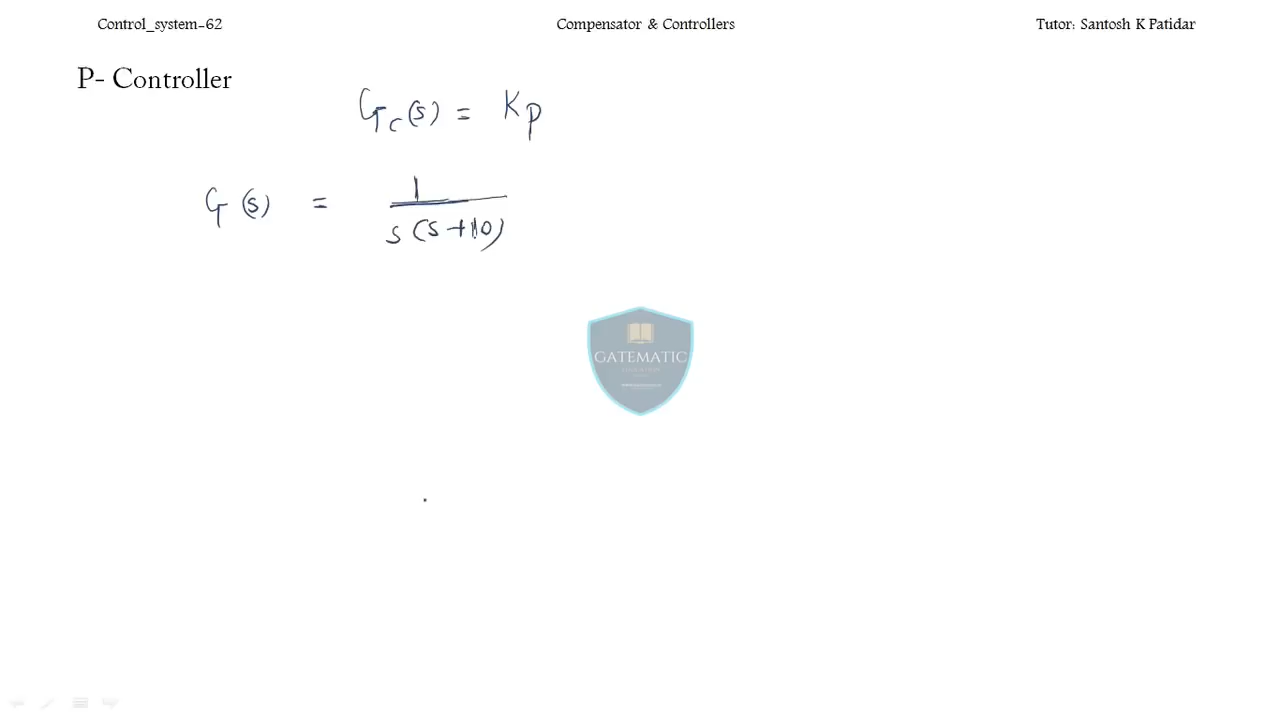 Control_system-62 Compensator & Controllers Tutor: Santosh K Patidar
P- Controller
Gc(s) = Kp
G(s) = 1
s(s+10)
GATEMATIC